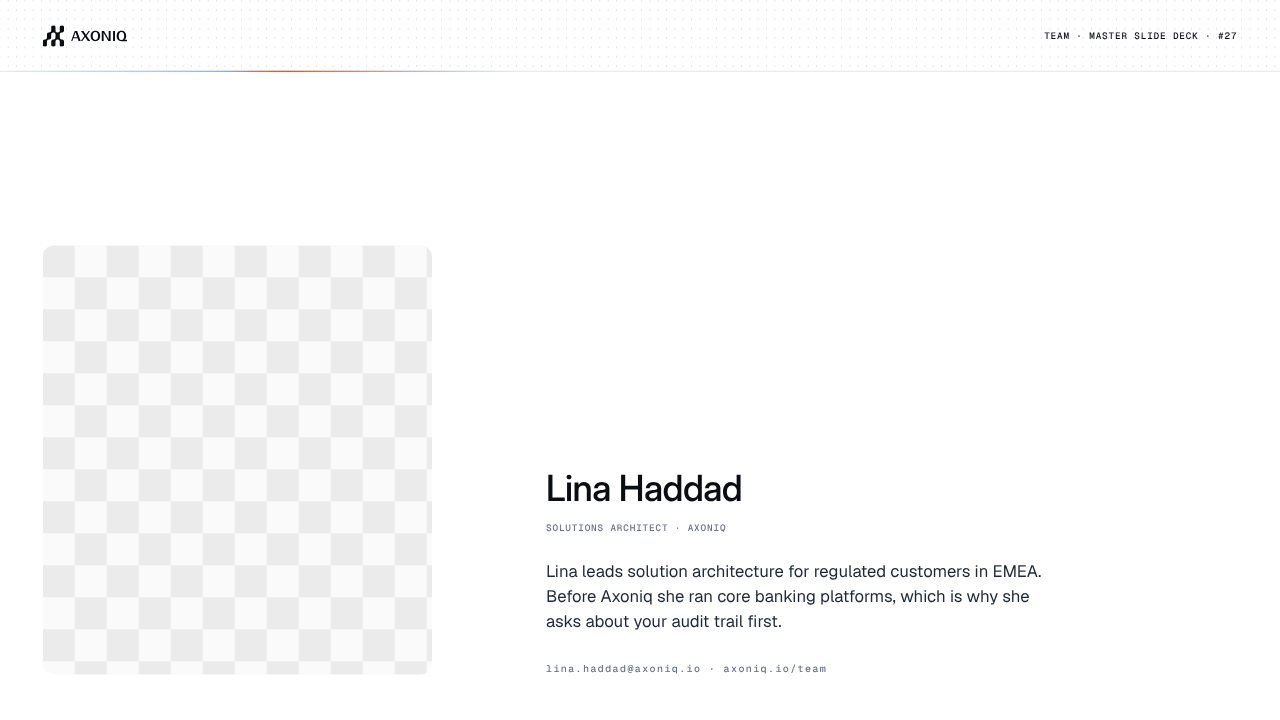 AXONIQ
TEAM · MASTER SLIDE DECK · #27
Lina Haddad
SOLUTIONS ARCHITECT · AXONIQ
Lina leads solution architecture for regulated customers in EMEA.
Before Axoniq she ran core banking platforms, which is why she
asks about your audit trail first.
lina.haddad@axoniq.io · axoniq.io/team